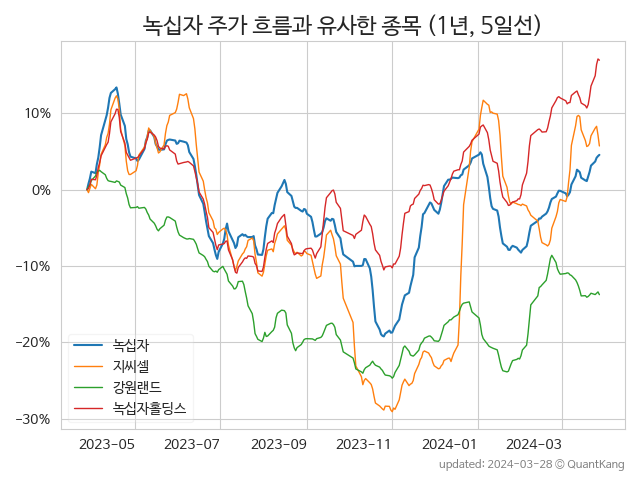 녹십자 주가 흐름과 유사한 종목 (1년, 5일선)
10%
0%
−10%
−20%
−30%
녹십자
지씨셀
강원랜드
녹십자홀딩스
2023-05 2023-07 2023-09 2023-11 2024-01 2024-03
updated: 2024-03-28 © QuantKang